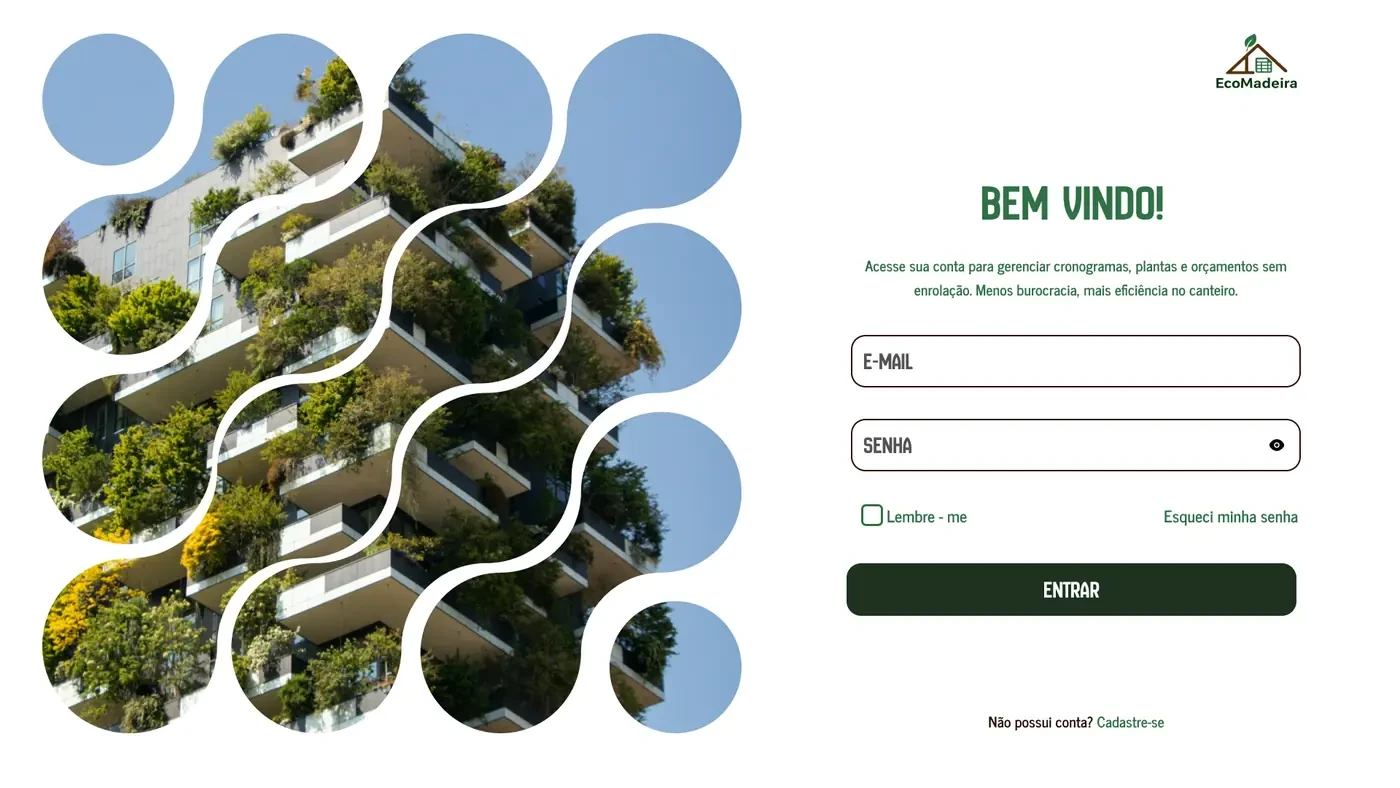 EcoMadeira
BEM VINDO!
Acesse sua conta para gerenciar cronogramas, plantas e orçamentos sem
enrolação. Menos burocracia, mais eficiência no canteiro.
E-MAIL
SENHA
Lembre - me
Esqueci minha senha
ENTRAR
Não possui conta? Cadastre-se